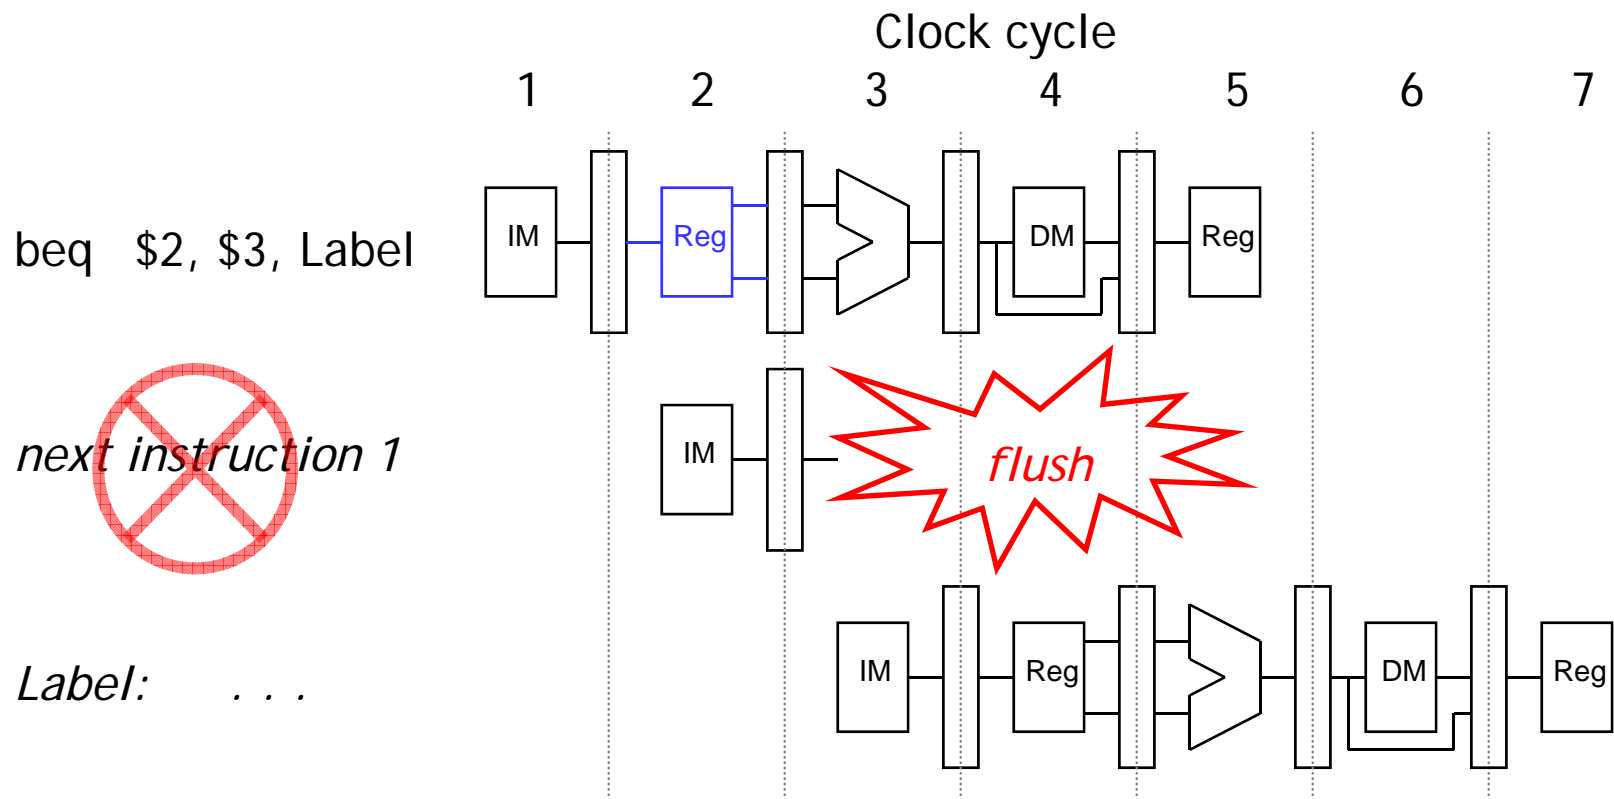 Clock cycle
1 2 3 4 5 6 7
beq $2, $3, Label IM Reg DM Reg
next instruction 1 IM flush
Label: . . . IM Reg DM Reg